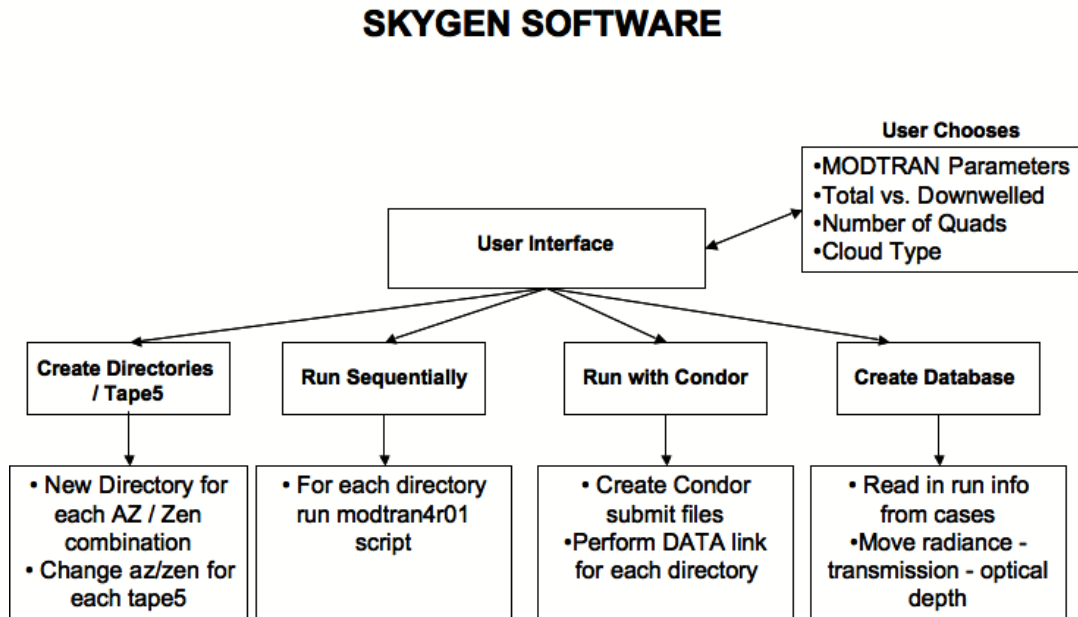 SKYGEN SOFTWARE
User Chooses
•MODTRAN Parameters
•Total vs. Downwelled
•Number of Quads
•Cloud Type
User Interface
Create Directories
/ Tape5
Run Sequentially
Run with Condor
Create Database
• New Directory for
each AZ / Zen
combination
• Change az/zen for
each tape5
• For each directory
run modtran4r01
script
• Create Condor
submit files
•Perform DATA link
for each directory
• Read in run info
from cases
•Move radiance -
transmission - optical
depth